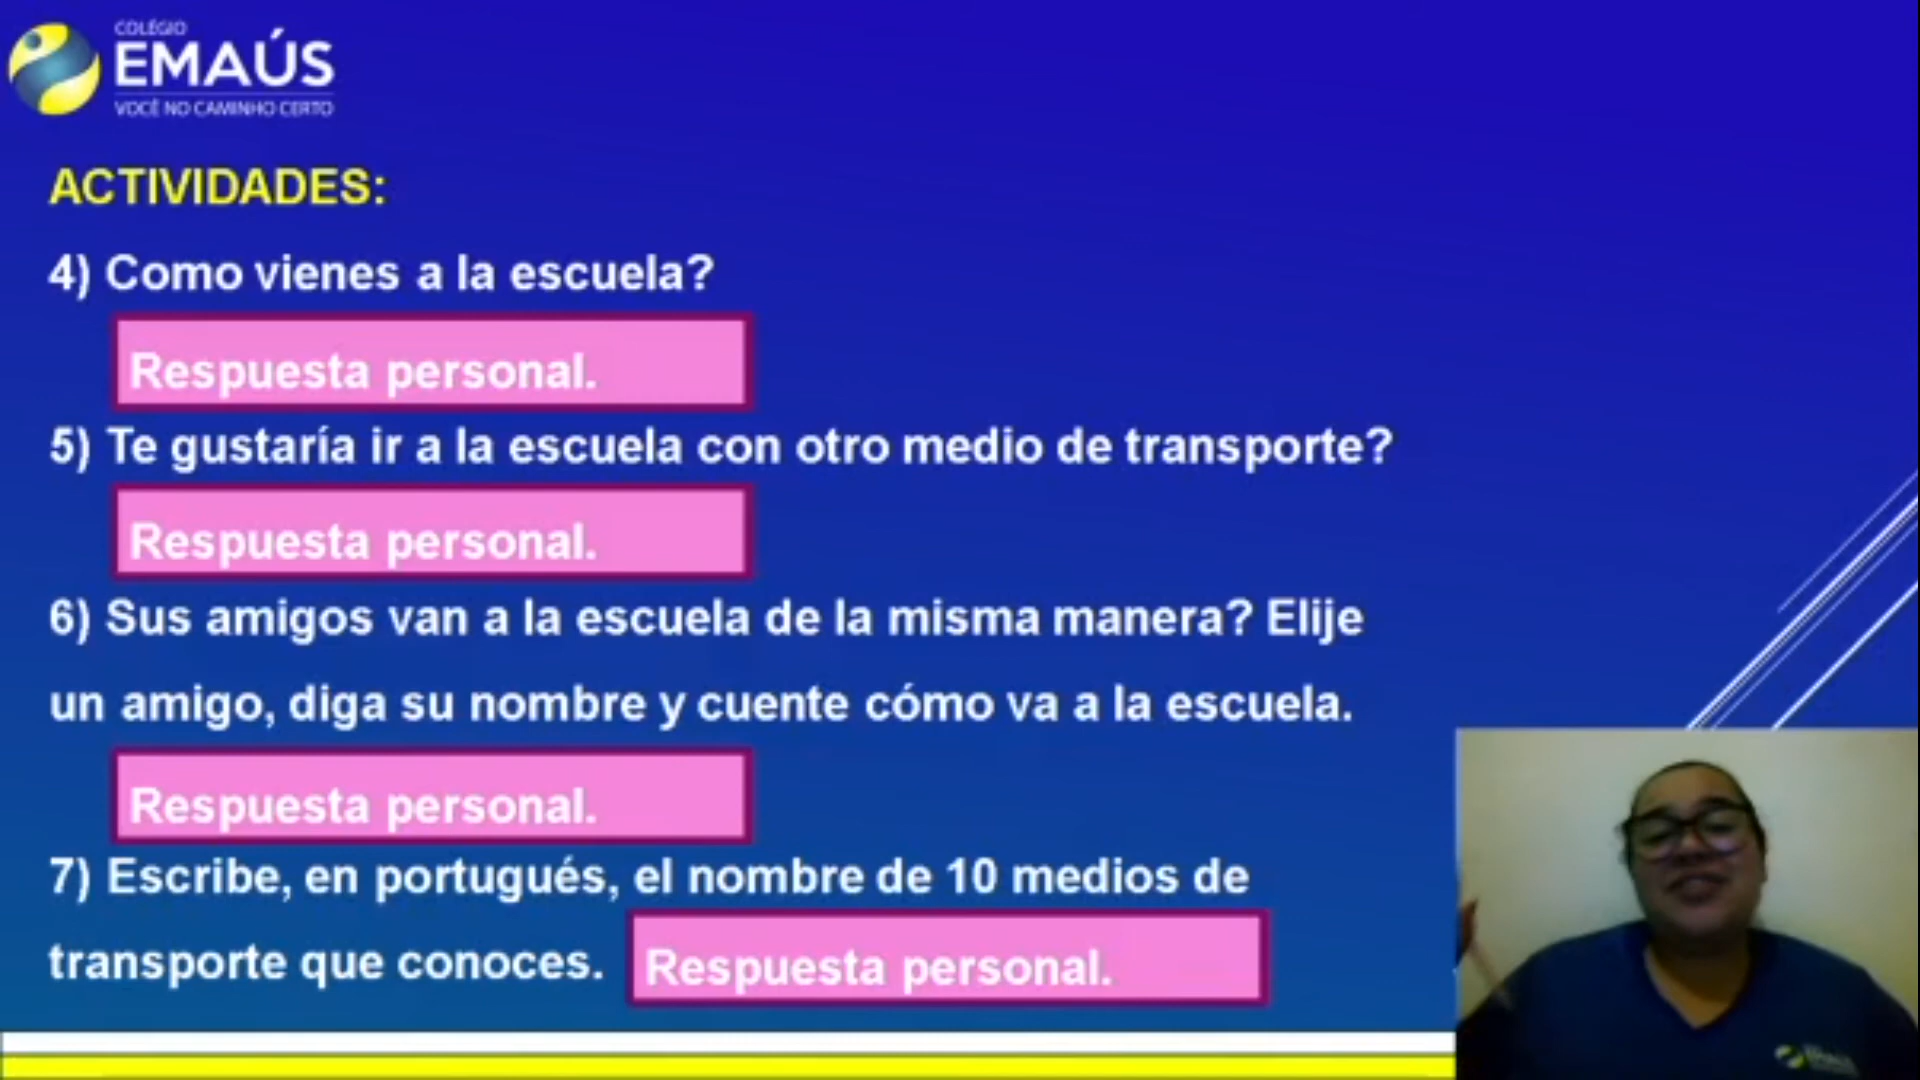 COLÉGIO
EMAÚS
VOCÊ NO CAMINHO CERTO
ACTIVIDADES:
4) Como vienes a la escuela?
Respuesta personal.
5) Te gustaría ir a la escuela con otro medio de transporte?
Respuesta personal.
6) Sus amigos van a la escuela de la misma manera? Elije
un amigo, diga su nombre y cuente cómo va a la escuela.
Respuesta personal.
7) Escribe, en portugués, el nombre de 10 medios de
transporte que conoces. Respuesta personal.